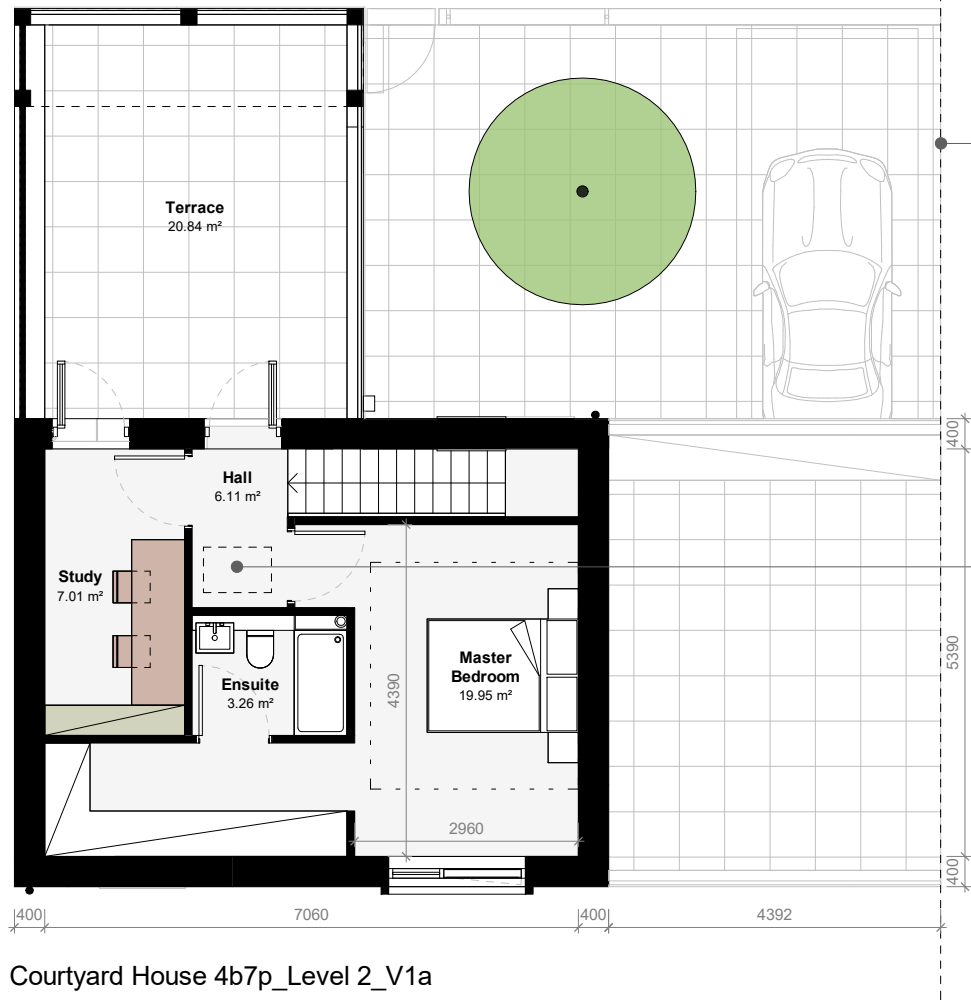 Terrace
20.84 m²
Hall
6.11 m²
400
Study
7.01 m²
Master
Bedroom
19.95 m²
Ensuite
3.26 m²
4390
5390
2960
400
400
7060
400
4392
Courtyard House 4b7p_Level 2_V1a